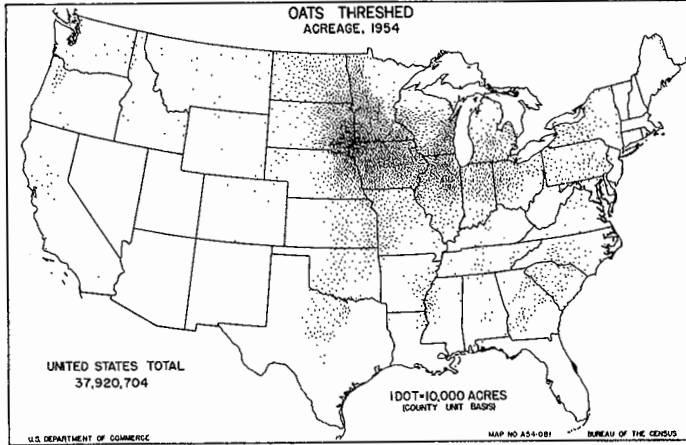 OATS THRESHED
ACREAGE, 1954
UNITED STATES TOTAL
37,920,704
1 DOT=10,000 ACRES
(COUNTY UNIT BASIS)
U.S. DEPARTMENT OF COMMERCE
MAP NO A54-081
BUREAU OF THE CENSUS